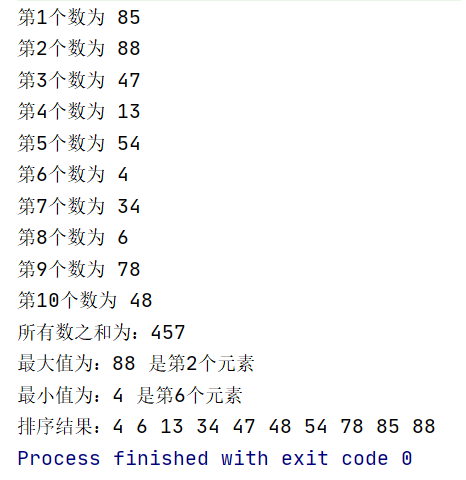 第1个数为 85
第2个数为 88
第3个数为 47
第4个数为 13
第5个数为 54
第6个数为 4
第7个数为 34
第8个数为 6
第9个数为 78
第10个数为 48
所有数之和为：457
最大值为：88 是第2个元素
最小值为：4 是第6个元素
排序结果：4 6 13 34 47 48 54 78 85 88
Process finished with exit code 0